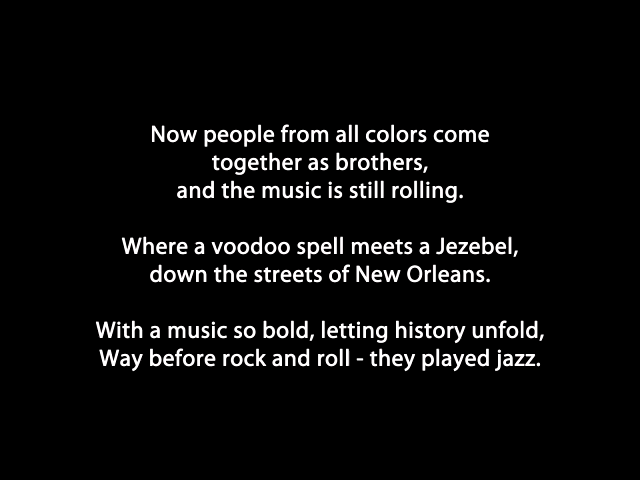 Now people from all colors come
together as brothers,
and the music is still rolling.
Where a voodoo spell meets a Jezebel,
down the streets of New Orleans.
With a music so bold, letting history unfold,
Way before rock and roll - they played jazz.